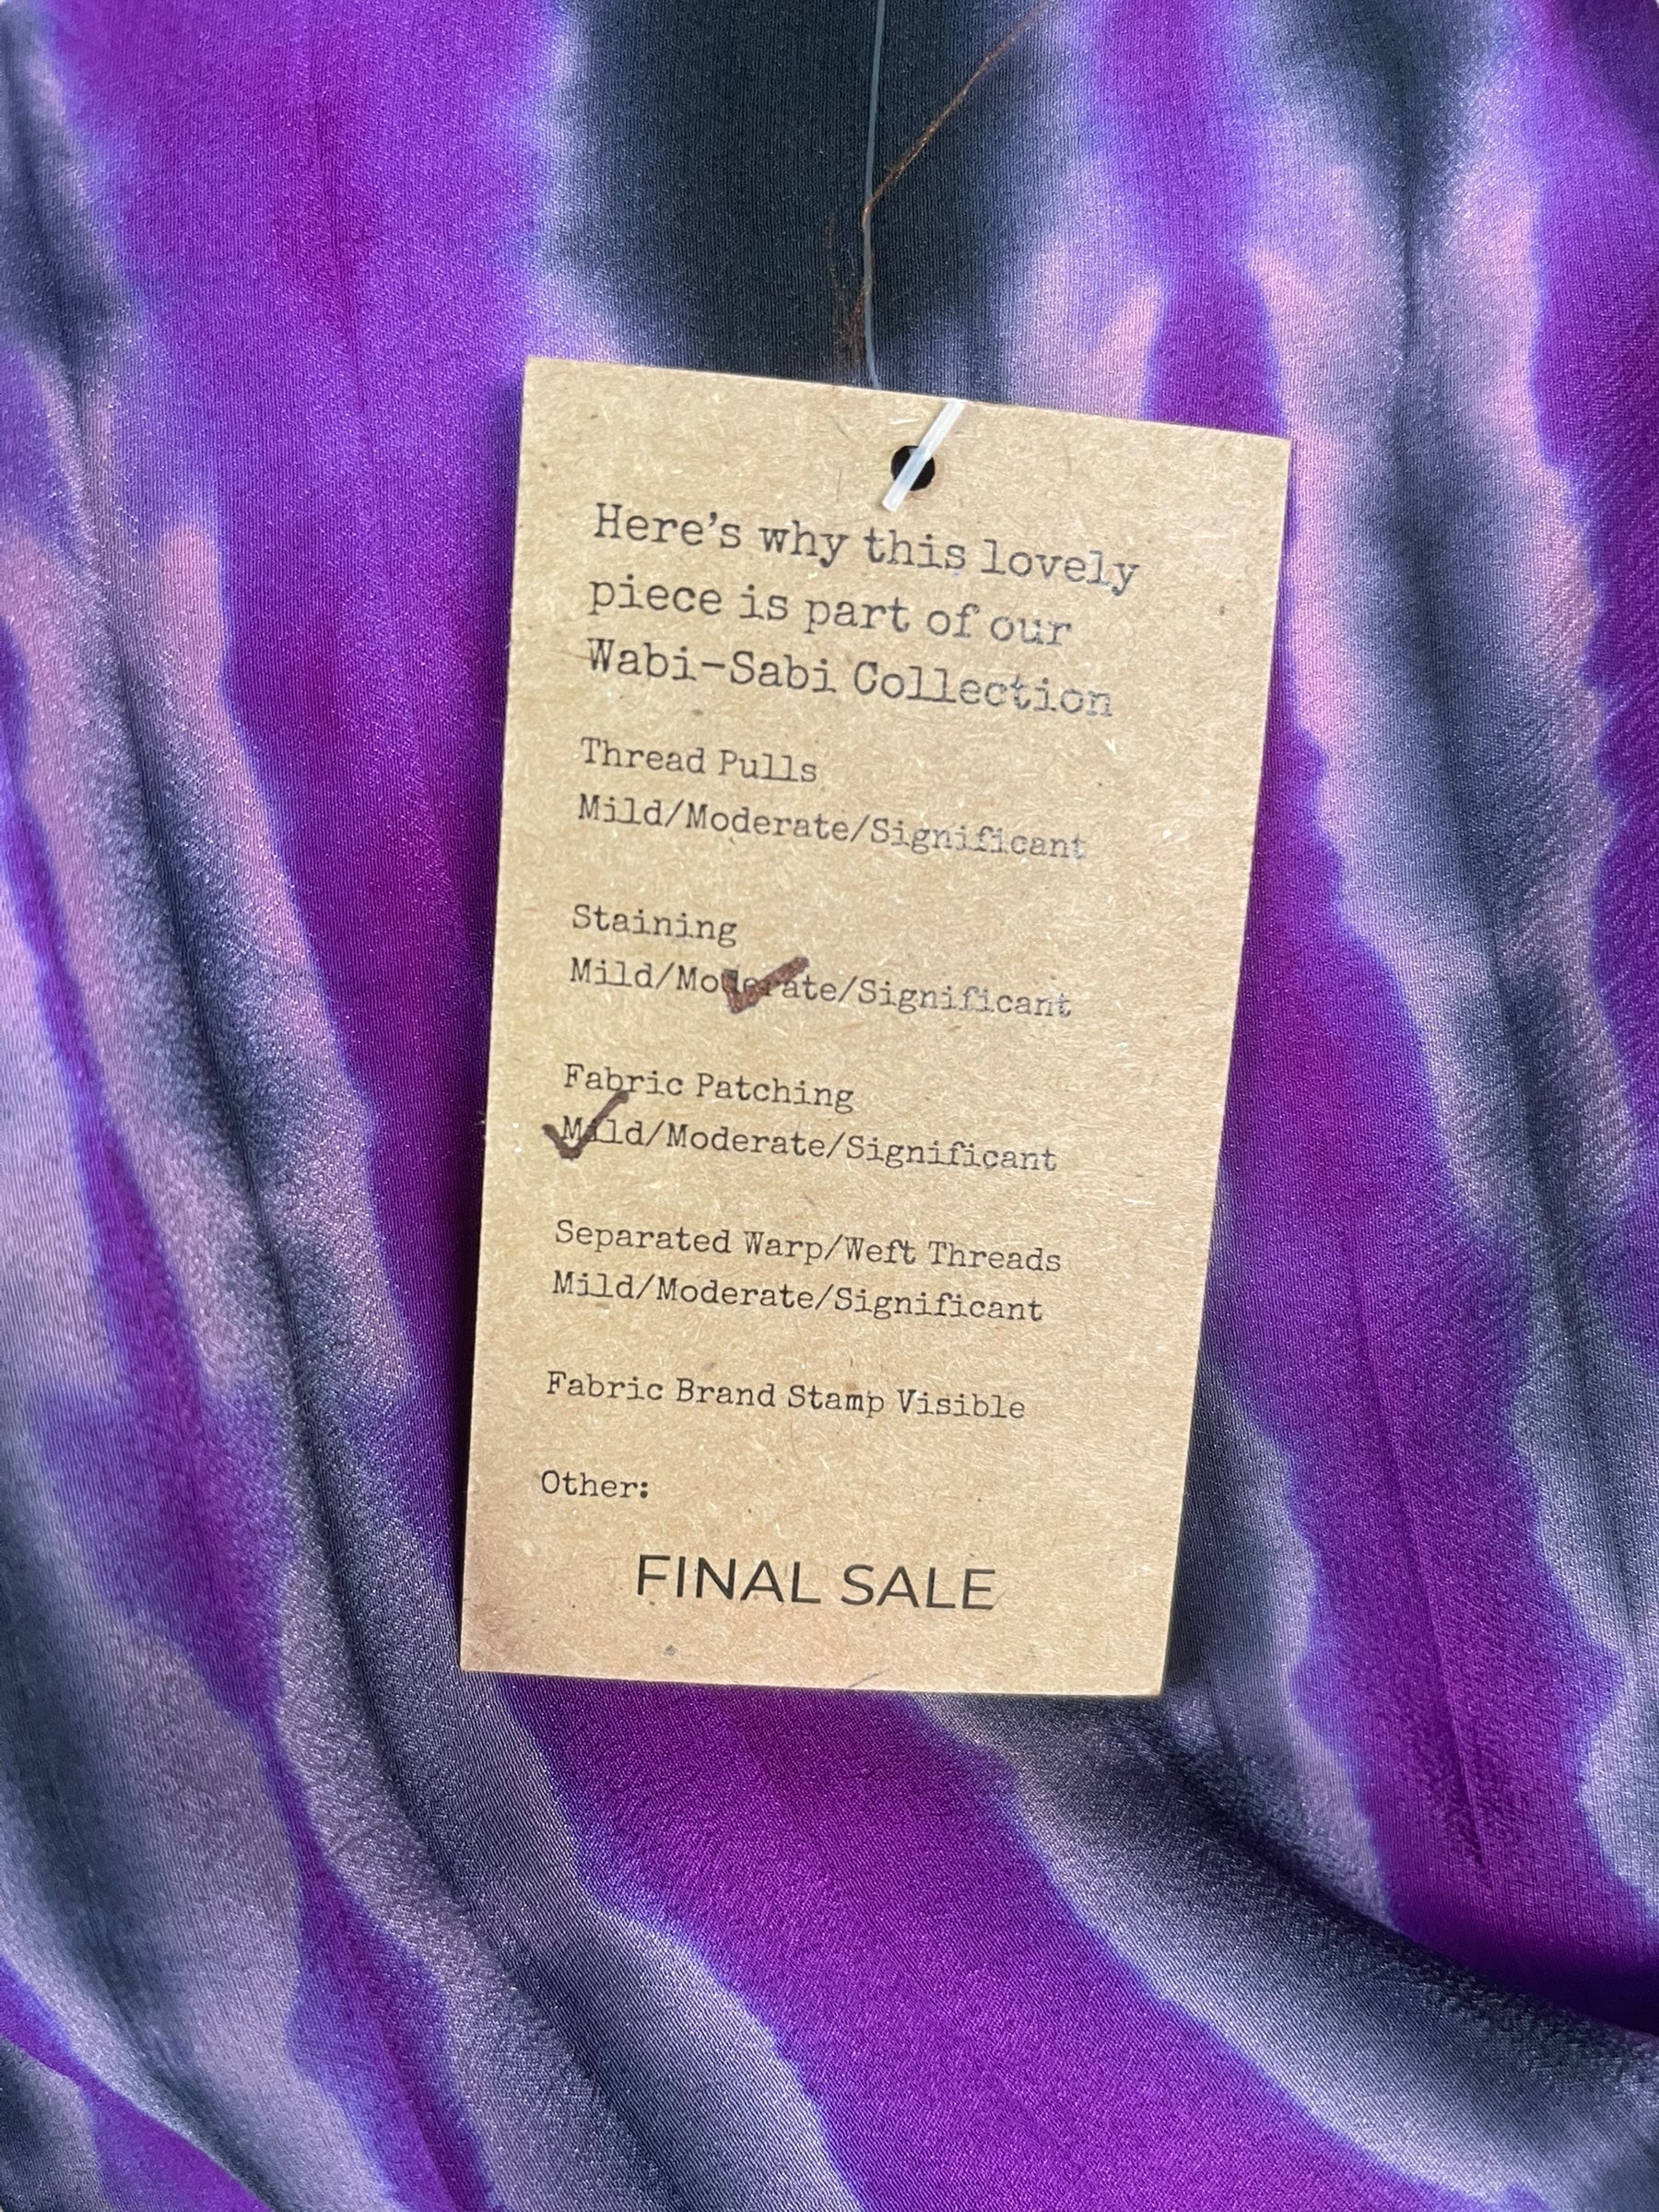 Here’s why this lovely
piece is part of our
Wabi-Sabi Collection
Thread Pulls
Mild/Moderate/Significant
Staining
Mild/Moderate/Significant
Fabric Patching
Mild/Moderate/Significant
Separated Warp/Weft Threads
Mild/Moderate/Significant
Fabric Brand Stamp Visible
Other:
FINAL SALE